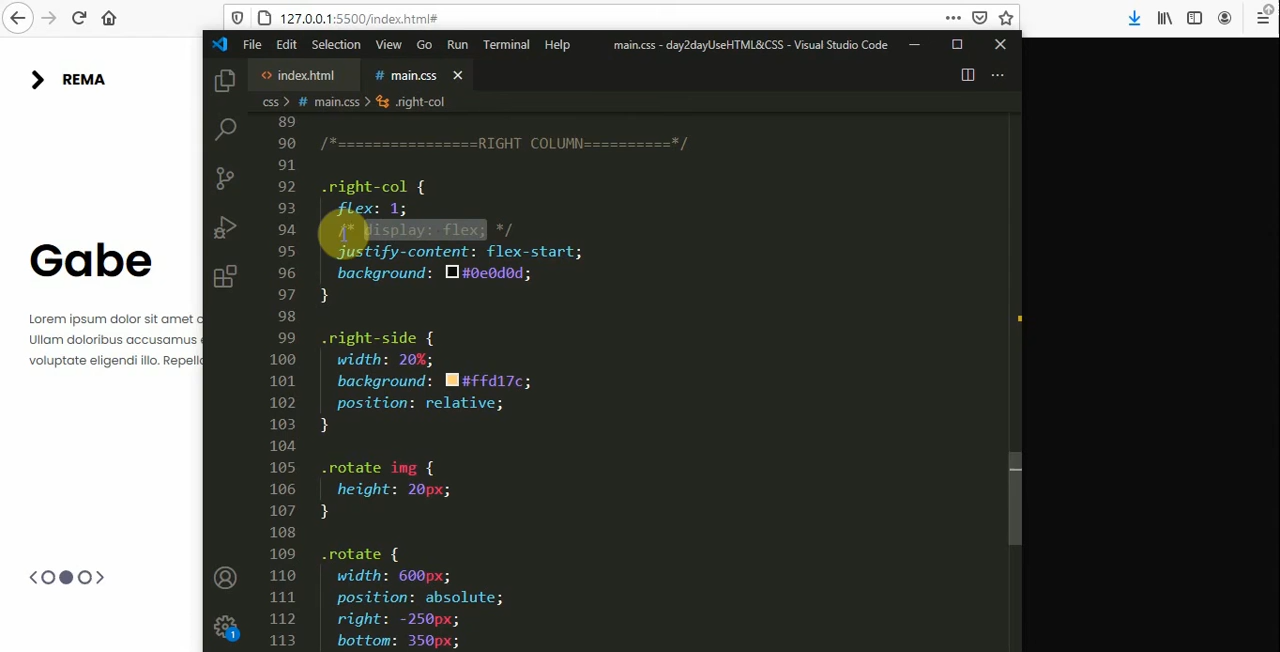 127.0.0.1:5500/index.html#
File Edit Selection View Go Run Terminal Help main.css - day2dayUseHTML&CSS - Visual Studio Code
index.html # main.css
css > # main.css > .right-col
REMA
Gabe
Lorem ipsum dolor sit amet c
Ullam doloribus accusamus
voluptate eligendi illo. Repell
89
90 /*================RIGHT COLUMN==========*/
91
92 .right-col {
93 flex: 1;
94 /* display: flex; */
95 justify-content: flex-start;
96 background: #0e0d0d;
97 }
98
99 .right-side {
100 width: 20%;
101 background: #ffd17c;
102 position: relative;
103 }
104
105 .rotate img {
106 height: 20px;
107 }
108
109 .rotate {
110 width: 600px;
111 position: absolute;
112 right: -250px;
113 bottom: 350px;
1